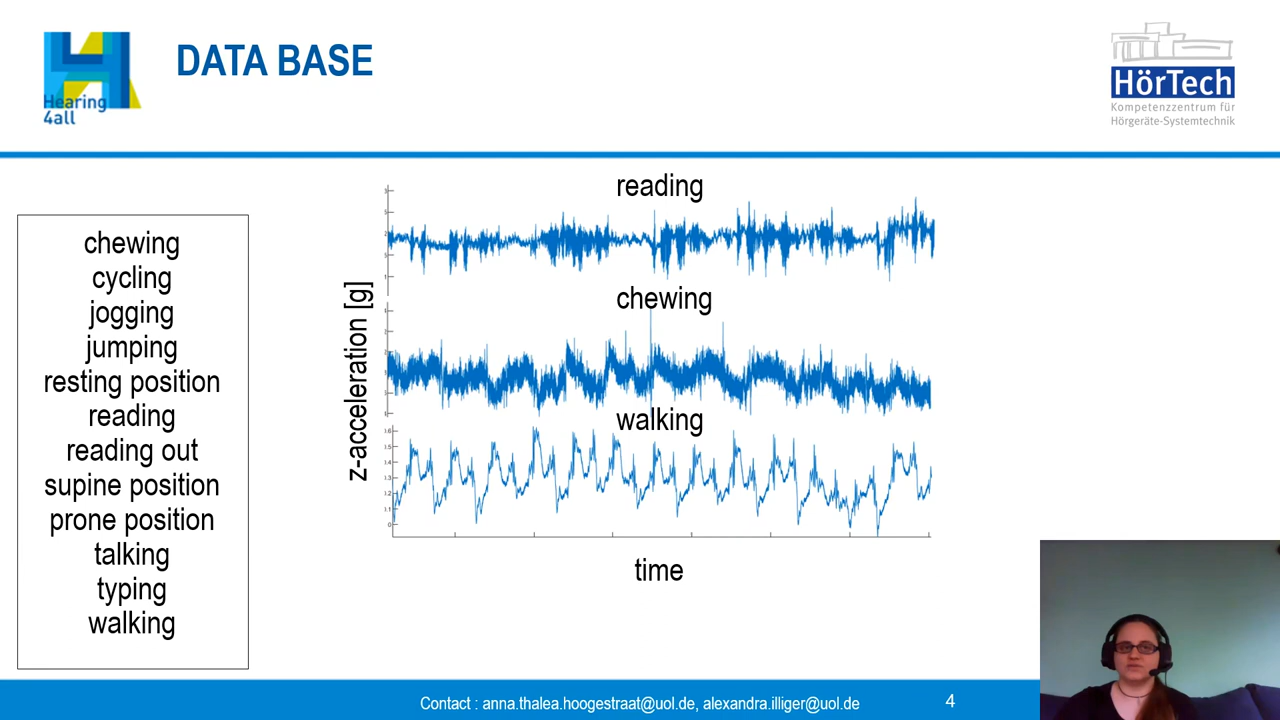 Hearing
4all
DATA BASE
HörTech
Kompetenzzentrum für
Hörgeräte-Systemtechnik
chewing
cycling
jogging
jumping
resting position
reading
reading out
supine position
prone position
talking
typing
walking
reading
chewing
walking
z-acceleration [g]
time
Contact : anna.thalea.hoogestraat@uol.de, alexandra.illiger@uol.de
4